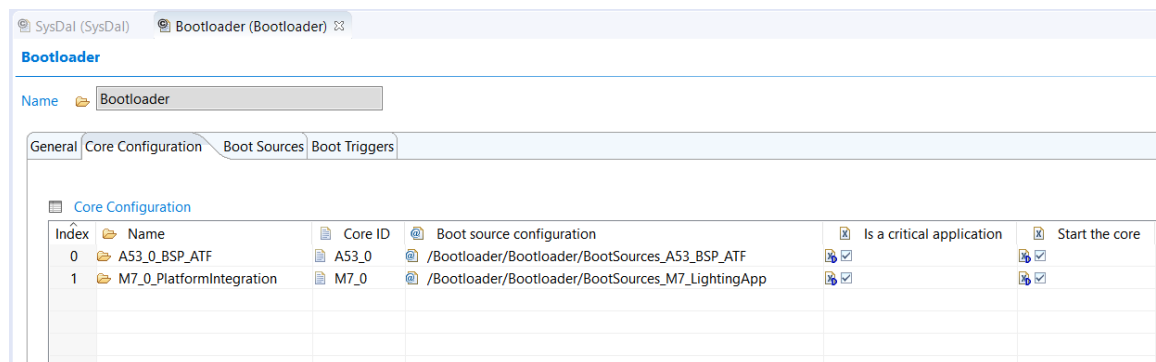 SysDal (SysDal) Bootloader (Bootloader)
Bootloader
Name Bootloader
General Core Configuration Boot Sources Boot Triggers
Core Configuration
Index Name Core ID Boot source configuration Is a critical application Start the core
0 A53_0_BSP_ATF A53_0 /Bootloader/Bootloader/BootSources_A53_BSP_ATF
1 M7_0_PlatformIntegration M7_0 /Bootloader/Bootloader/BootSources_M7_LightingApp